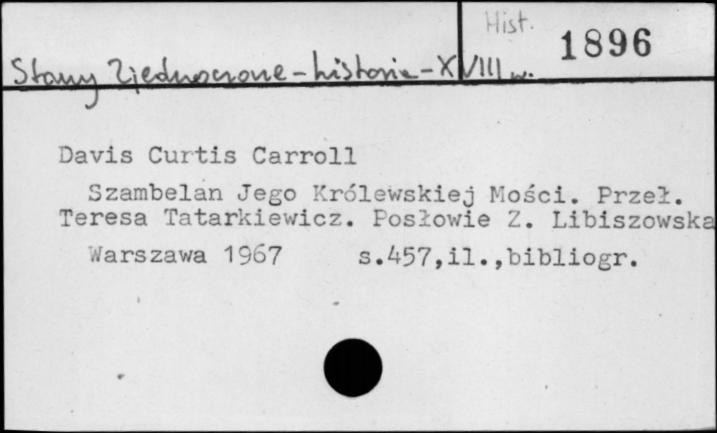 Hist.
1896
Stany Zjednoczone - historia - XVIII w.
Davis Curtis Carroll
Szambelan Jego Królewskiej Mości. Przeł.
Teresa Tatarkiewicz. Posłowie Z. Libiszowska
Warszawa 1967 s.457,il.,bibliogr.